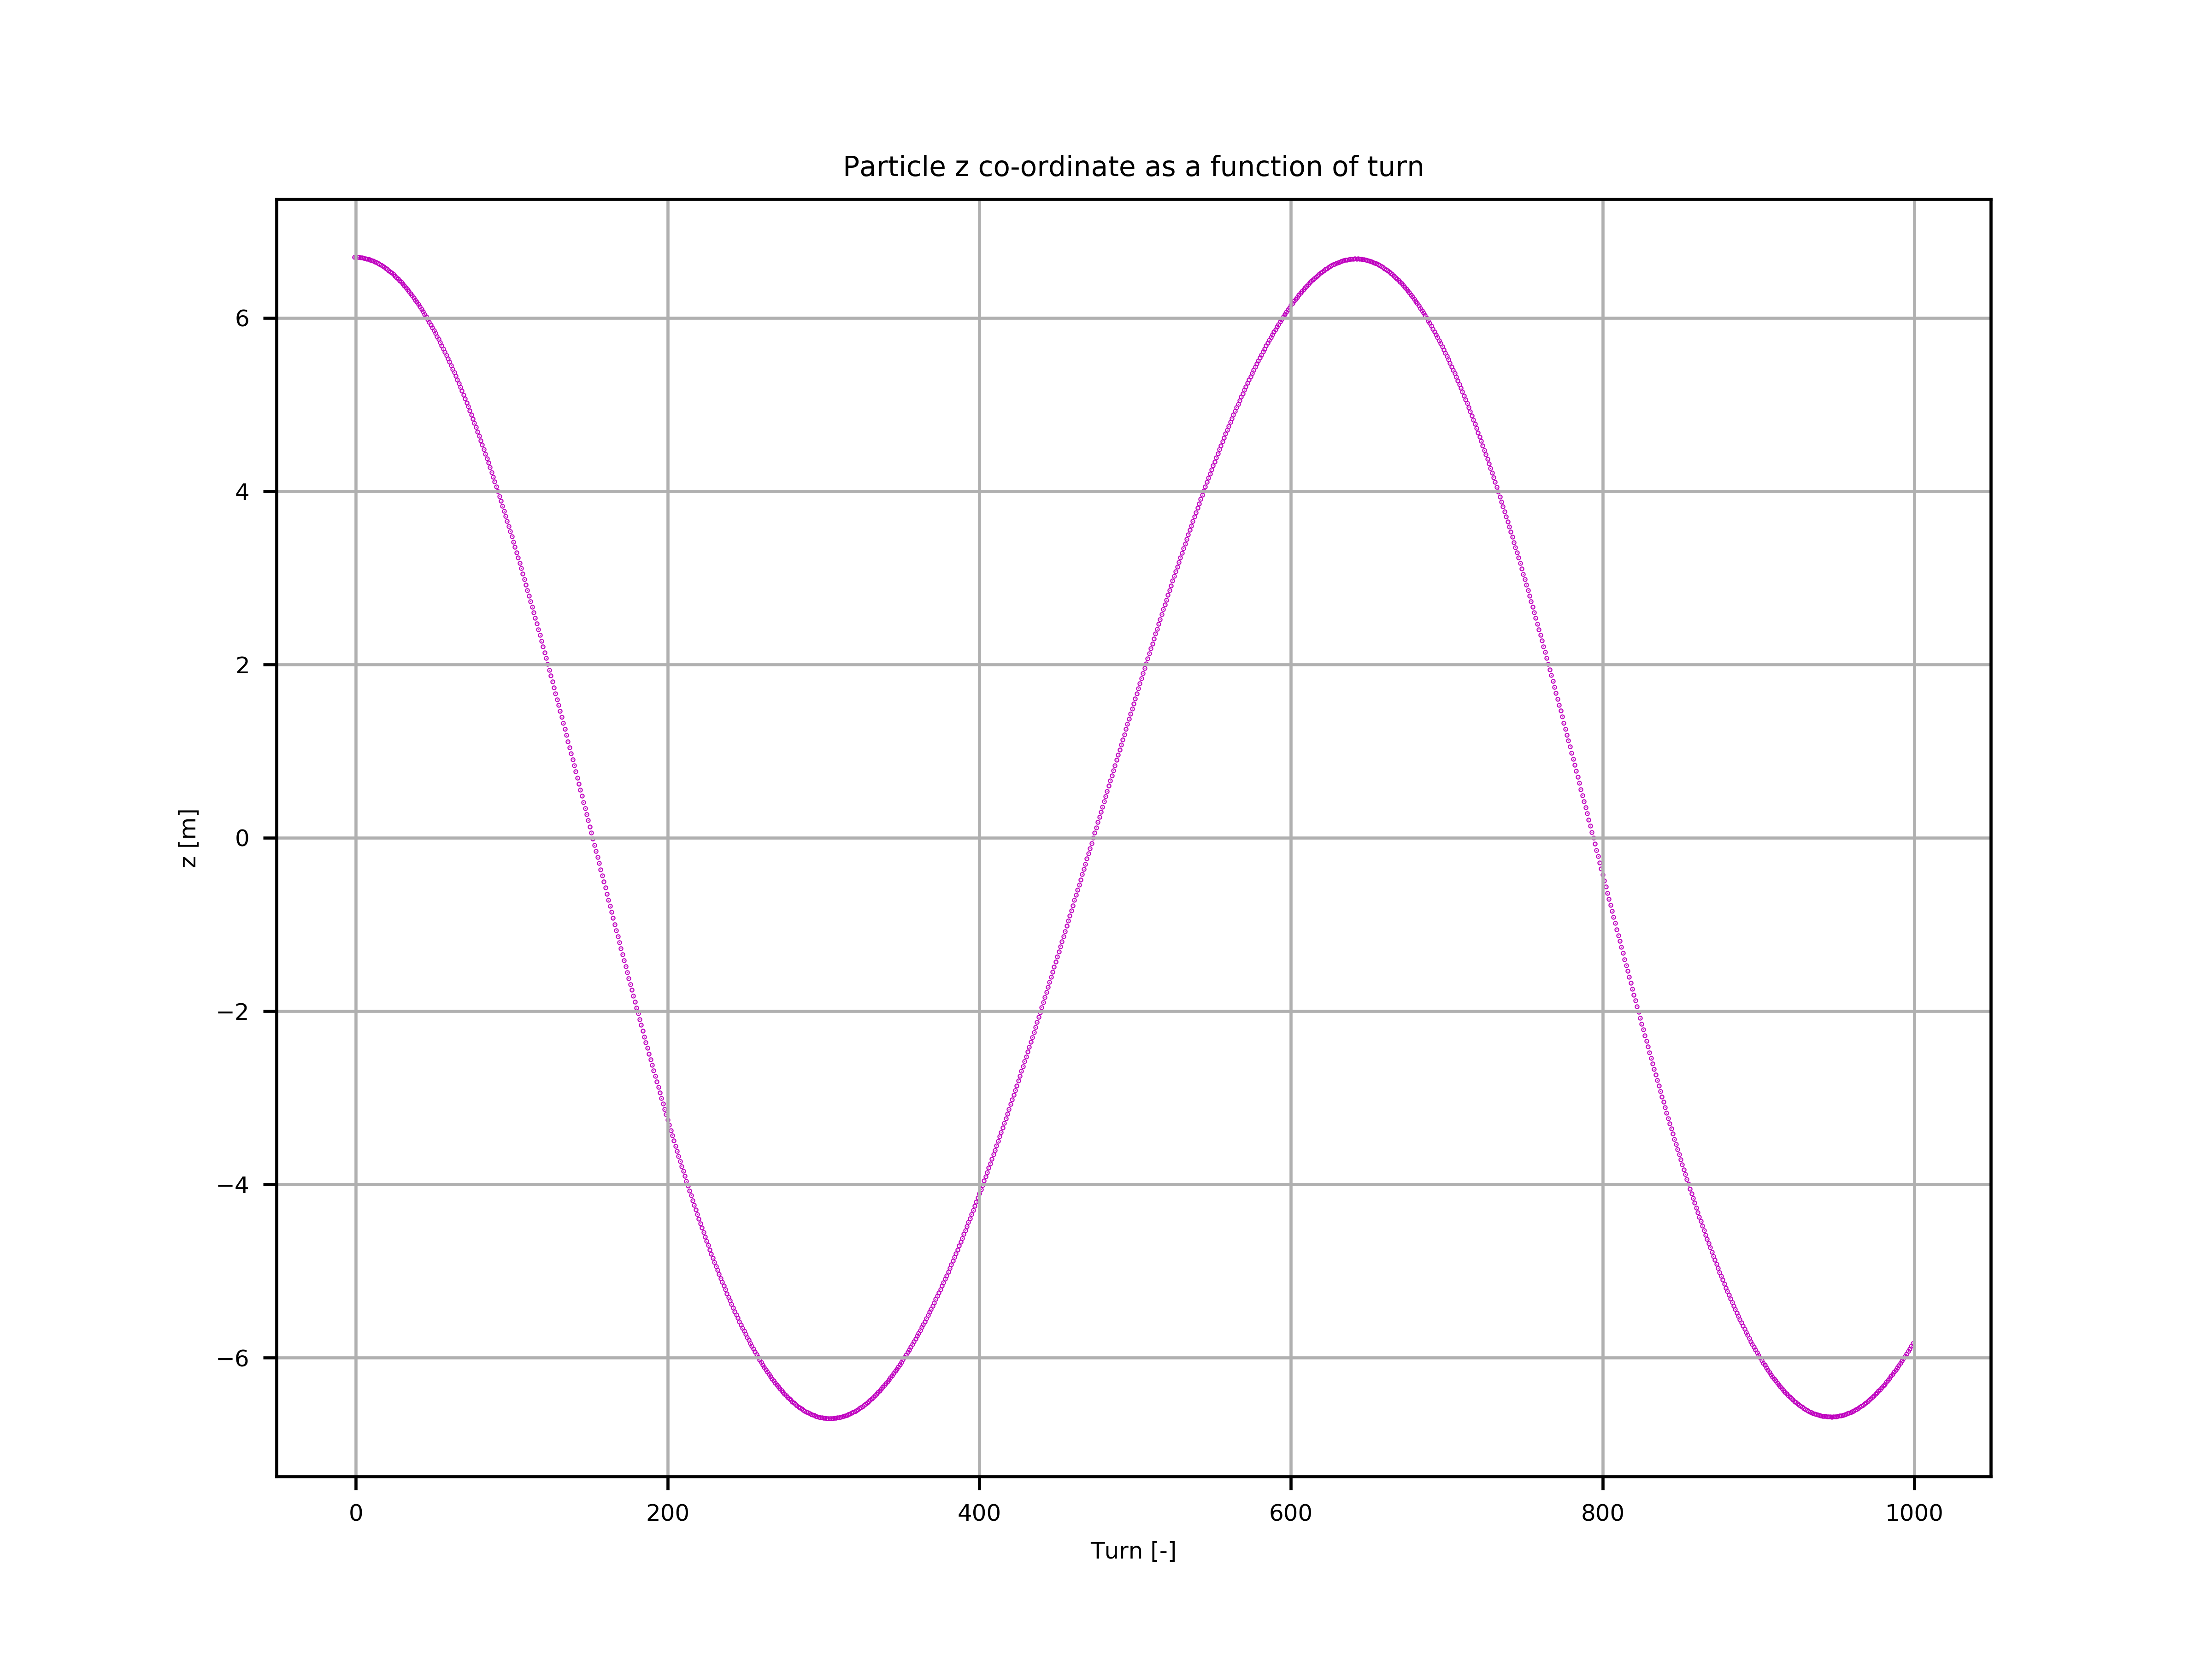 Particle z co-ordinate as a function of turn
6
4
2
0
−2
−4
−6
z [m]
0 200 400 600 800 1000
Turn [-]